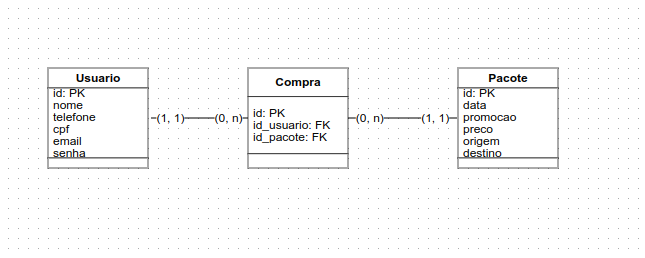 Usuario
id: PK
nome
telefone
cpf
email
senha
(1, 1)
(0, n)
Compra
id: PK
id_usuario: FK
id_pacote: FK
(0, n)
(1, 1)
Pacote
id: PK
data
promocao
preco
origem
destino